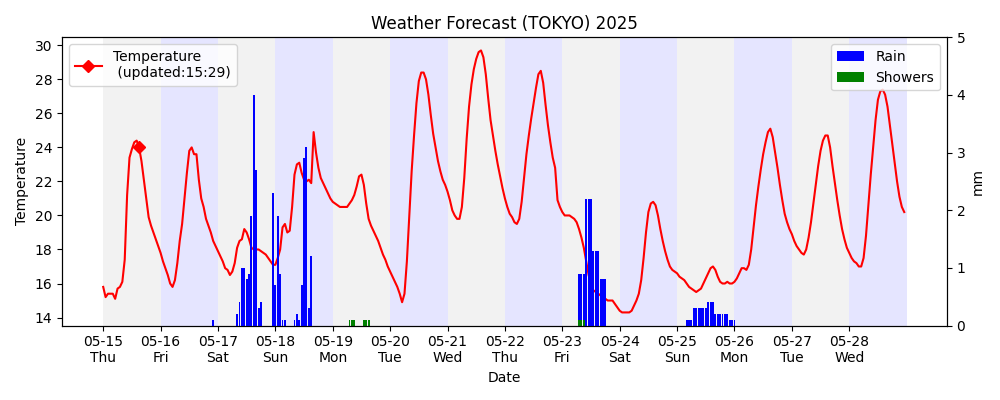 Weather Forecast (TOKYO) 2025
Temperature
(updated:15:29)
Rain
Showers
Temperature
30
28
26
24
22
20
18
16
14
5
4
3
2
1
0
mm
05-15 05-16 05-17 05-18 05-19 05-20 05-21 05-22 05-23 05-24 05-25 05-26 05-27 05-28
Thu Fri Sat Sun Mon Tue Wed Thu Fri Sat Sun Mon Tue Wed
Date